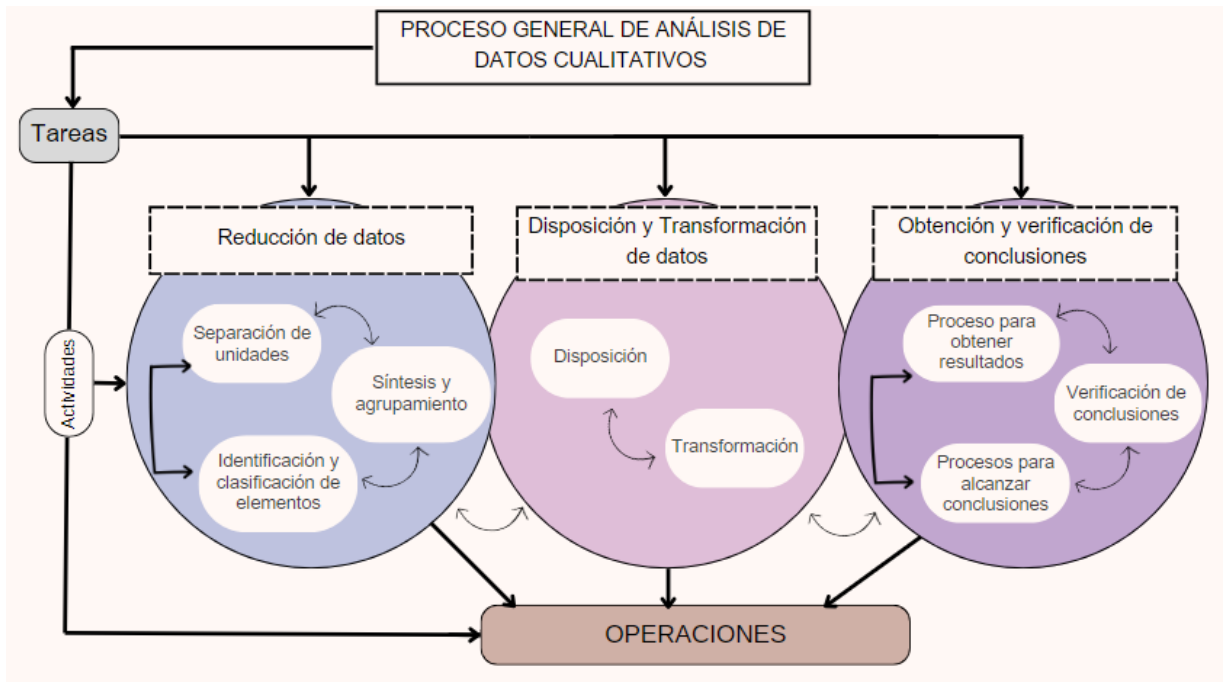 PROCESO GENERAL DE ANÁLISIS DE
DATOS CUALITATIVOS
Tareas
Reducción de datos
Disposición y Transformación
de datos
Obtención y verificación de
conclusiones
Actividades
Separación de
unidades
Síntesis y
agrupamiento
Identificación y
clasificación de
elementos
Disposición
Transformación
Proceso para
obtener
resultados
Verificación de
conclusiones
Procesos para
alcanzar
conclusiones
OPERACIONES